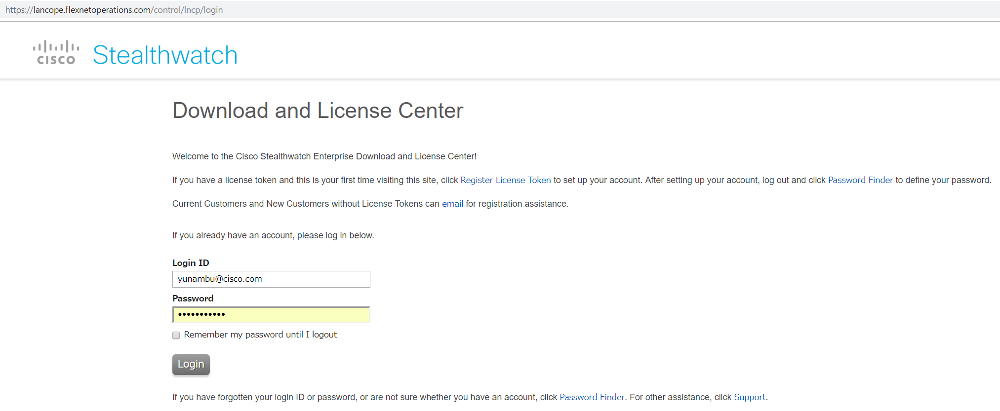 https://lancope.flexnetoperations.com/control/lncp/login
CISCO Stealthwatch
Download and License Center
Welcome to the Cisco Stealthwatch Enterprise Download and License Center!
If you have a license token and this is your first time visiting this site, click Register License Token to set up your account. After setting up your account, log out and click Password Finder to define your password.
Current Customers and New Customers without License Tokens can email for registration assistance.
If you already have an account, please log in below.
Login ID
yunambu@cisco.com
Password
•••••••••••
Remember my password until I logout
Login
If you have forgotten your login ID or password, or are not sure whether you have an account, click Password Finder. For other assistance, click Support.